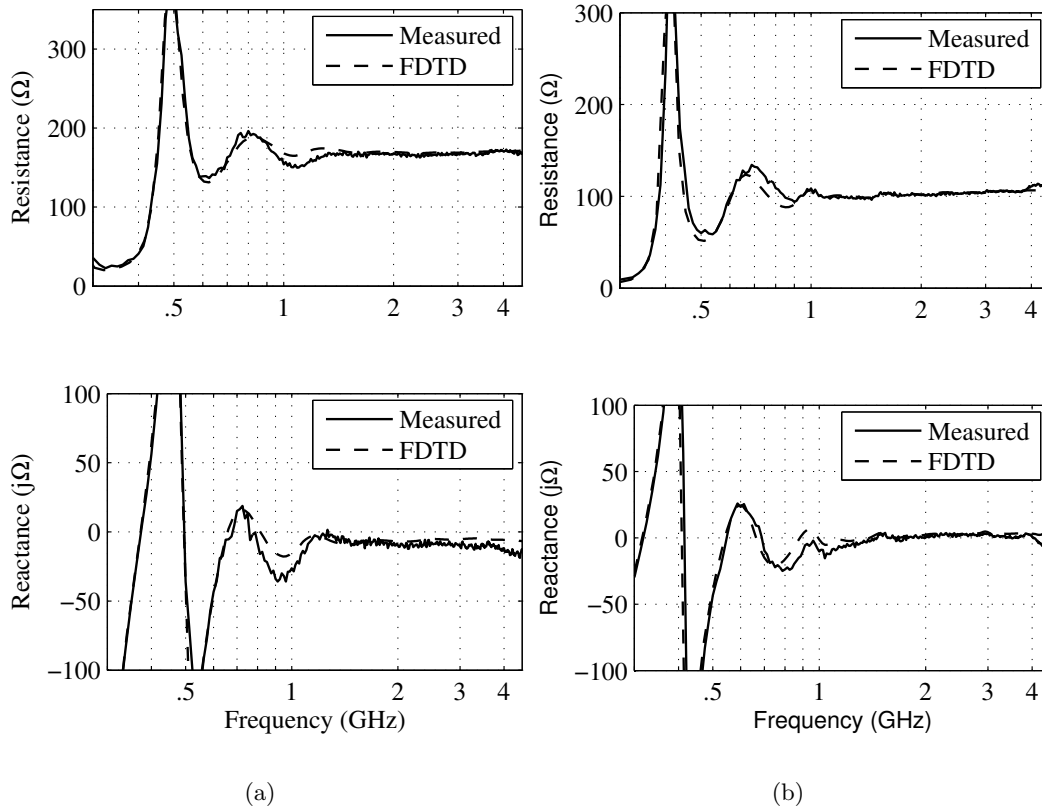 300
200
100
0
Resistance (Ω)
Measured
FDTD
.5
1
2
3
4
300
200
100
0
Resistance (Ω)
Measured
FDTD
.5
1
2
3
4
100
50
0
−50
−100
Reactance (jΩ)
Measured
FDTD
.5
1
2
3
4
Frequency (GHz)
100
50
0
−50
−100
Reactance (jΩ)
Measured
FDTD
.5
1
2
3
4
Frequency (GHz)
(a)
(b)